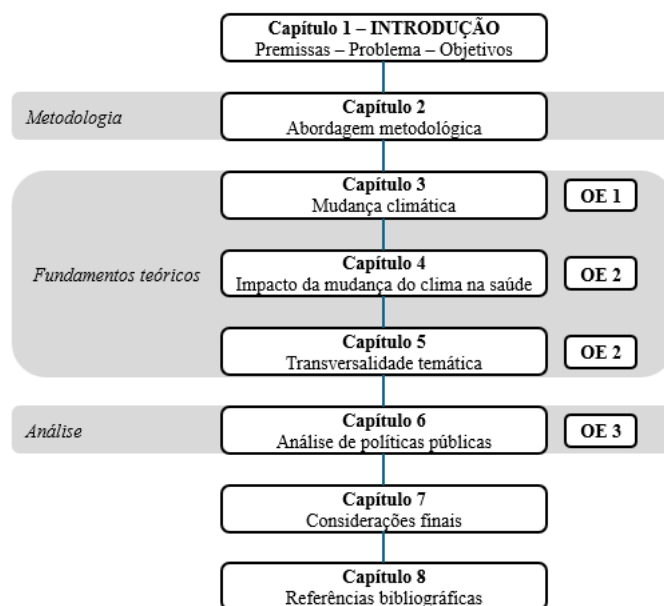 Capítulo 1 – INTRODUÇÃO
Premissas – Problema – Objetivos
Metodologia
Capítulo 2
Abordagem metodológica
Fundamentos teóricos
Capítulo 3
Mudança climática
OE 1
Capítulo 4
Impacto da mudança do clima na saúde
OE 2
Capítulo 5
Transversalidade temática
OE 2
Análise
Capítulo 6
Análise de políticas públicas
OE 3
Capítulo 7
Considerações finais
Capítulo 8
Referências bibliográficas